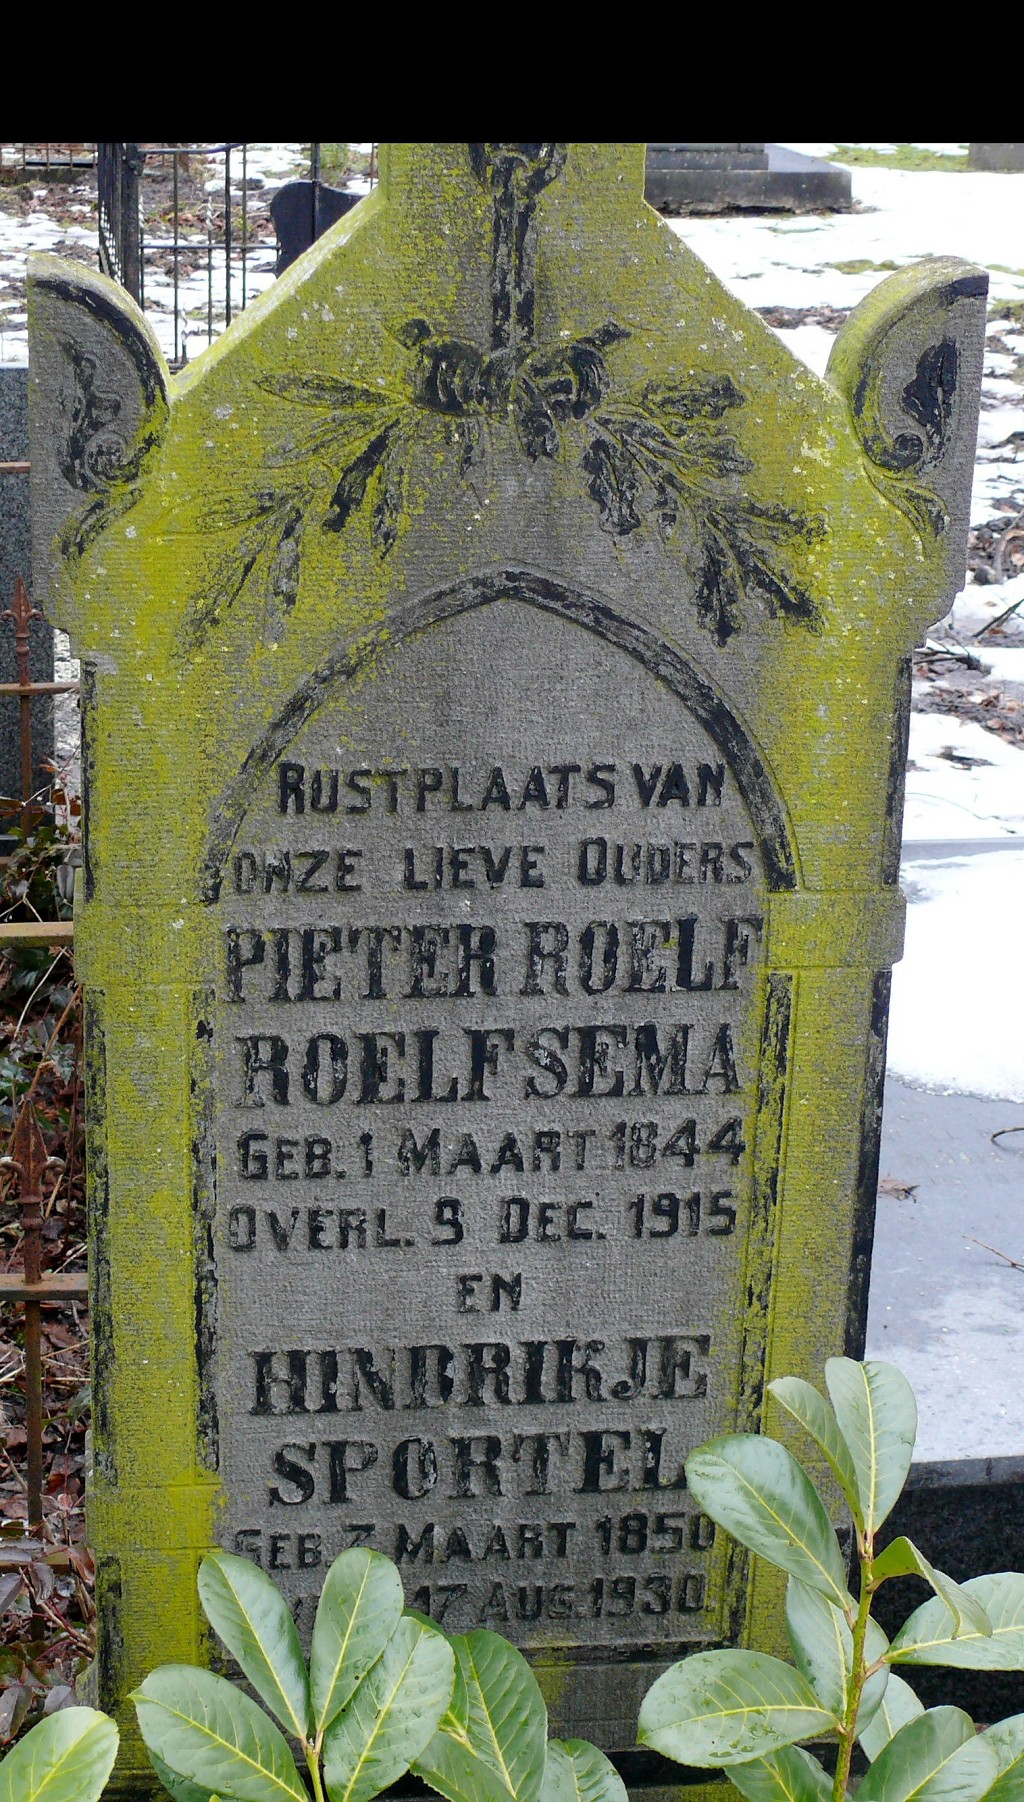 RUSTPLAATS VAN
ONZE LIEVE OUDERS
PIETER ROELF
ROELFSEMA
GEB. 1 MAART 1844
OVERL. 9 DEC. 1915
EN
HINDRIKJE
SPORTEL
GEB. 7 MAART 1850
17 AUG. 1930.